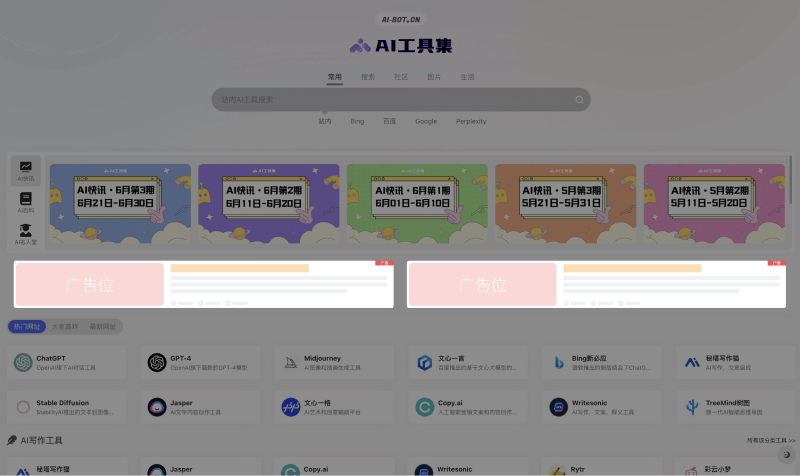 AI-BOT.CN
AI工具集
常用 搜索 社区 图片 生活
站内AI工具搜索
站内 Bing 百度 Google Perplexity
AI快讯
AI百科
AI名人堂
AI工具集
AI快讯·6月第3期
6月21日-6月30日
AI工具集
AI快讯·6月第2期
6月11日-6月20日
AI工具集
AI快讯·6月第1期
6月01日-6月10日
AI工具集
AI快讯·5月第3期
5月21日-5月31日
AI工具集
AI快讯·5月第2期
5月11日-5月20日
广告位
广告
广告位
广告
热门网址 大家喜欢 最新网址
ChatGPT
OpenAI旗下AI对话工具
GPT-4
OpenAI旗下最新的GPT-4模型
Midjourney
AI图像和插画生成工具
文心一言
百度推出的基于文心大模型的...
Bing新必应
微软推出的新版结合了ChatG...
秘塔写作猫
AI写作，文章自成
Stable Diffusion
StabilityAI推出的文本到图像...
Jasper
AI文字内容创作工具
文心一格
AI艺术和创意辅助平台
Copy.ai
人工智能营销文案和内容创作...
Writesonic
AI写作，文案，释义工具
TreeMind树图
新一代AI智能思维导图
AI写作工具
所有该分类工具 >>
秘塔写作猫
Jasper
Copy.ai
Writesonic
Rytr
彩云小梦